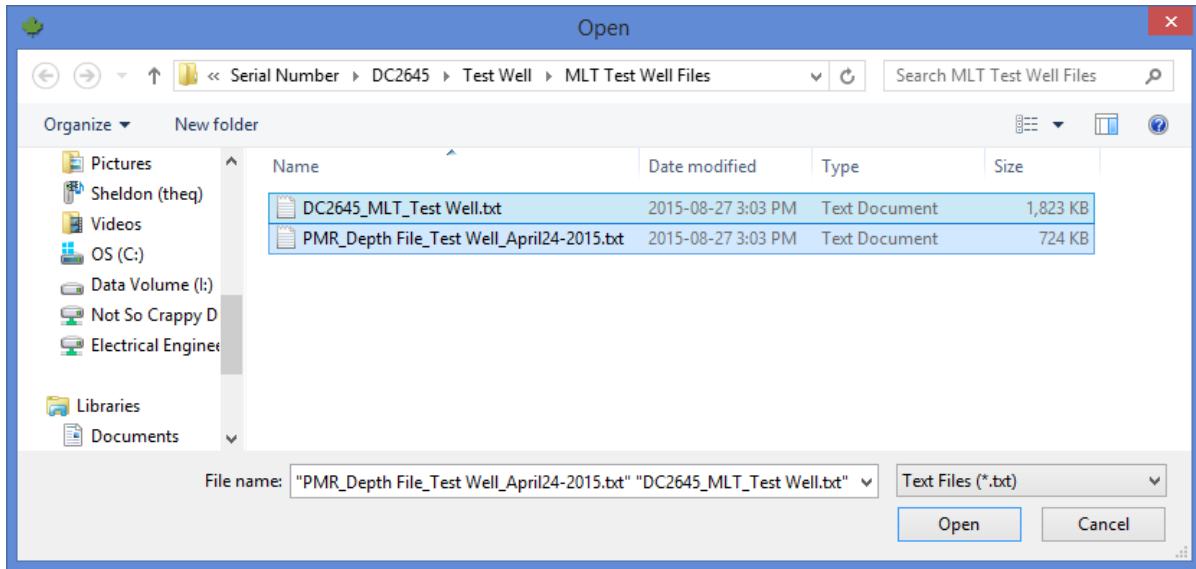 Open
« Serial Number DC2645 Test Well MLT Test Well Files Search MLT Test Well Files
Organize New folder
Name Date modified Type Size
Pictures
Sheldon (theq)
Videos
OS (C:)
Data Volume (I:)
Not So Crappy D
Electrical Enginee
Libraries
Documents
DC2645_MLT_Test Well.txt 2015-08-27 3:03 PM Text Document 1,823 KB
PMR_Depth File_Test Well_April24-2015.txt 2015-08-27 3:03 PM Text Document 724 KB
File name: "PMR_Depth File_Test Well_April24-2015.txt" "DC2645_MLT_Test Well.txt" Text Files (*.txt)
Open Cancel